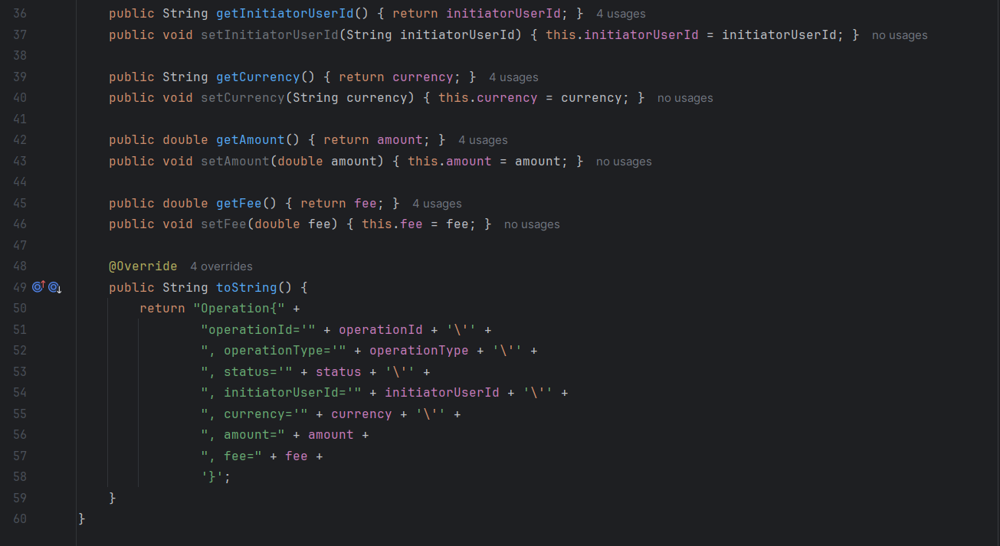 36 public String getInitiatorUserId() { return initiatorUserId; } 4 usages
37 public void setInitiatorUserId(String initiatorUserId) { this.initiatorUserId = initiatorUserId; } no usages
38
39 public String getCurrency() { return currency; } 4 usages
40 public void setCurrency(String currency) { this.currency = currency; } no usages
41
42 public double getAmount() { return amount; } 4 usages
43 public void setAmount(double amount) { this.amount = amount; } no usages
44
45 public double getFee() { return fee; } 4 usages
46 public void setFee(double fee) { this.fee = fee; } no usages
47
48 @Override 4 overrides
49 public String toString() {
50 return "Operation{" +
51 "operationId='" + operationId + '\'' +
52 ", operationType='" + operationType + '\'' +
53 ", status='" + status + '\'' +
54 ", initiatorUserId='" + initiatorUserId + '\'' +
55 ", currency='" + currency + '\'' +
56 ", amount=" + amount +
57 ", fee=" + fee +
58 '}';
59 }
60 }